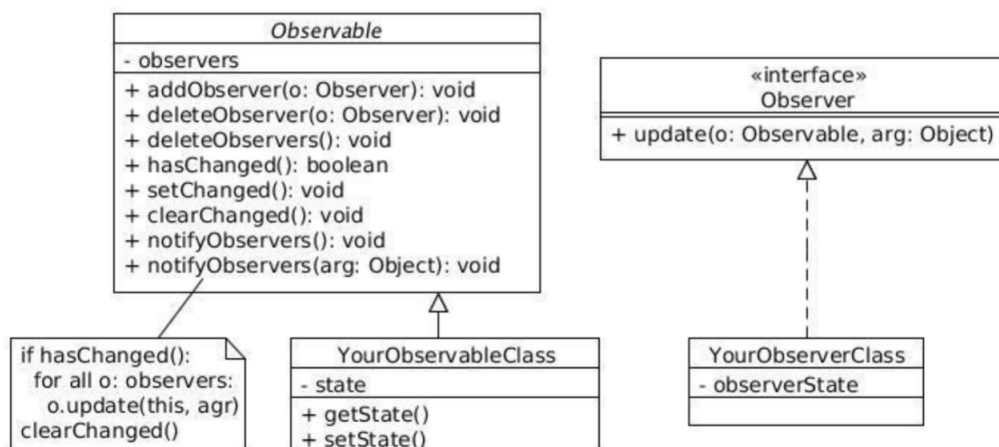 Observable
- observers
+ addObserver(o: Observer): void
+ deleteObserver(o: Observer): void
+ deleteObservers(): void
+ hasChanged(): boolean
+ setChanged(): void
+ clearChanged(): void
+ notifyObservers(): void
+ notifyObservers(arg: Object): void
«interface»
Observer
+ update(o: Observable, arg: Object)
if hasChanged():
for all o: observers:
o.update(this, agr)
clearChanged()
YourObservableClass
- state
+ getState()
+ setState()
YourObserverClass
- observerState